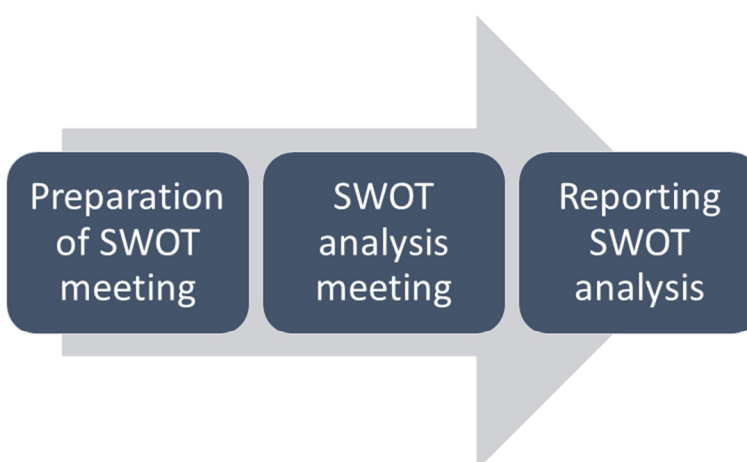 Preparation
of SWOT
meeting
SWOT
analysis
meeting
Reporting
SWOT
analysis